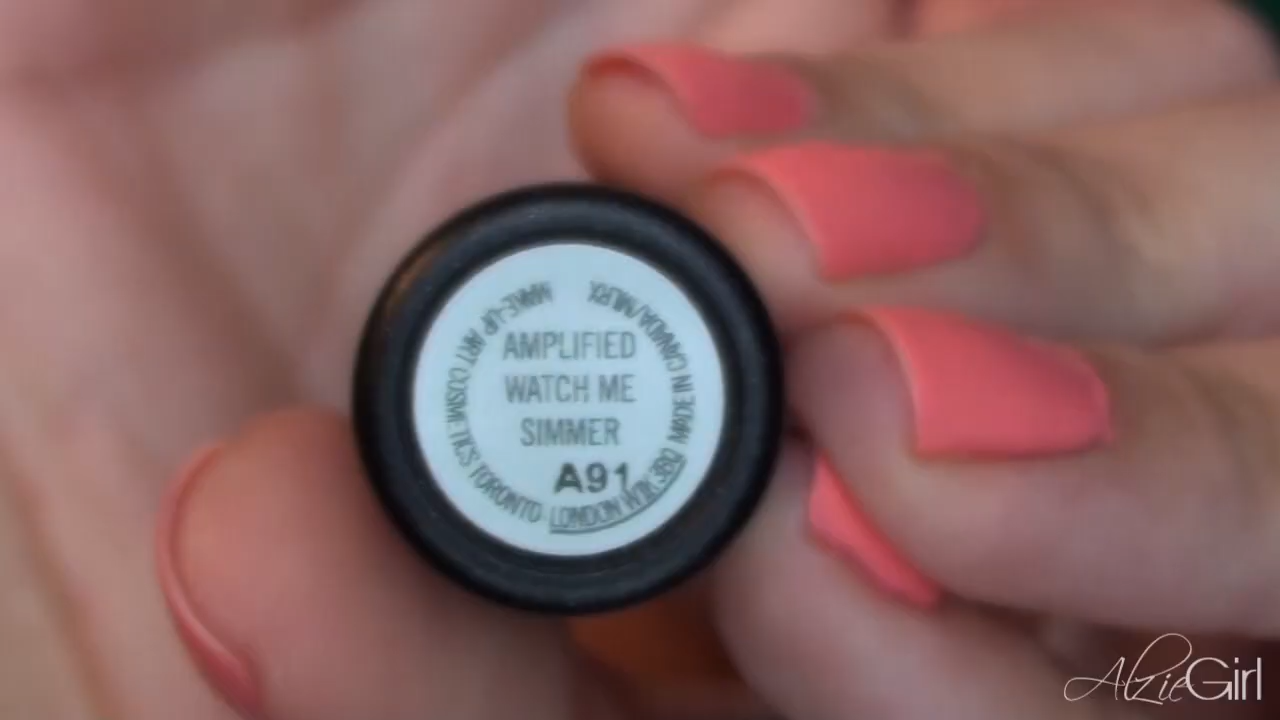 MAKE-UP ART COSMETICS TORONTO LONDON W1K 3BQ MADE IN CANADA/MLRX
AMPLIFIED
WATCH ME
SIMMER
A91
AlzieGirl